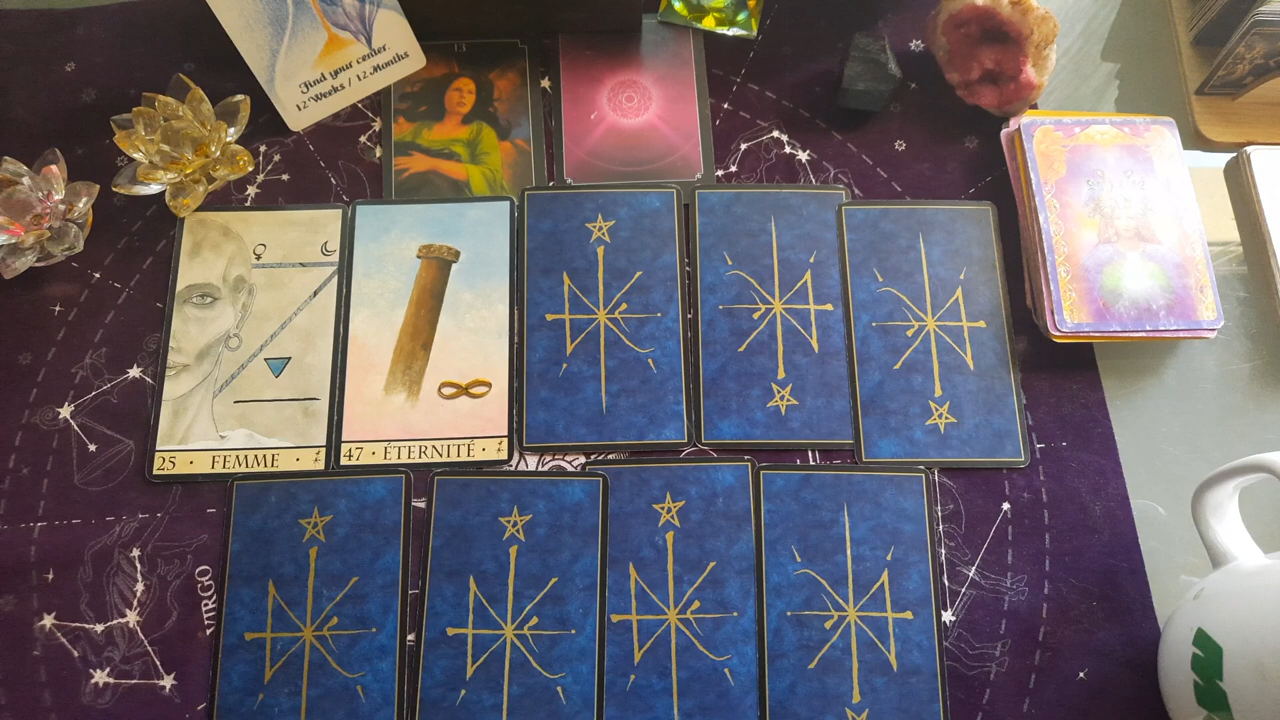 Find your center.
12 Weeks / 12 Months
13
25 · FEMME ·
47 · ÉTERNITÉ ·
VIRGO
W